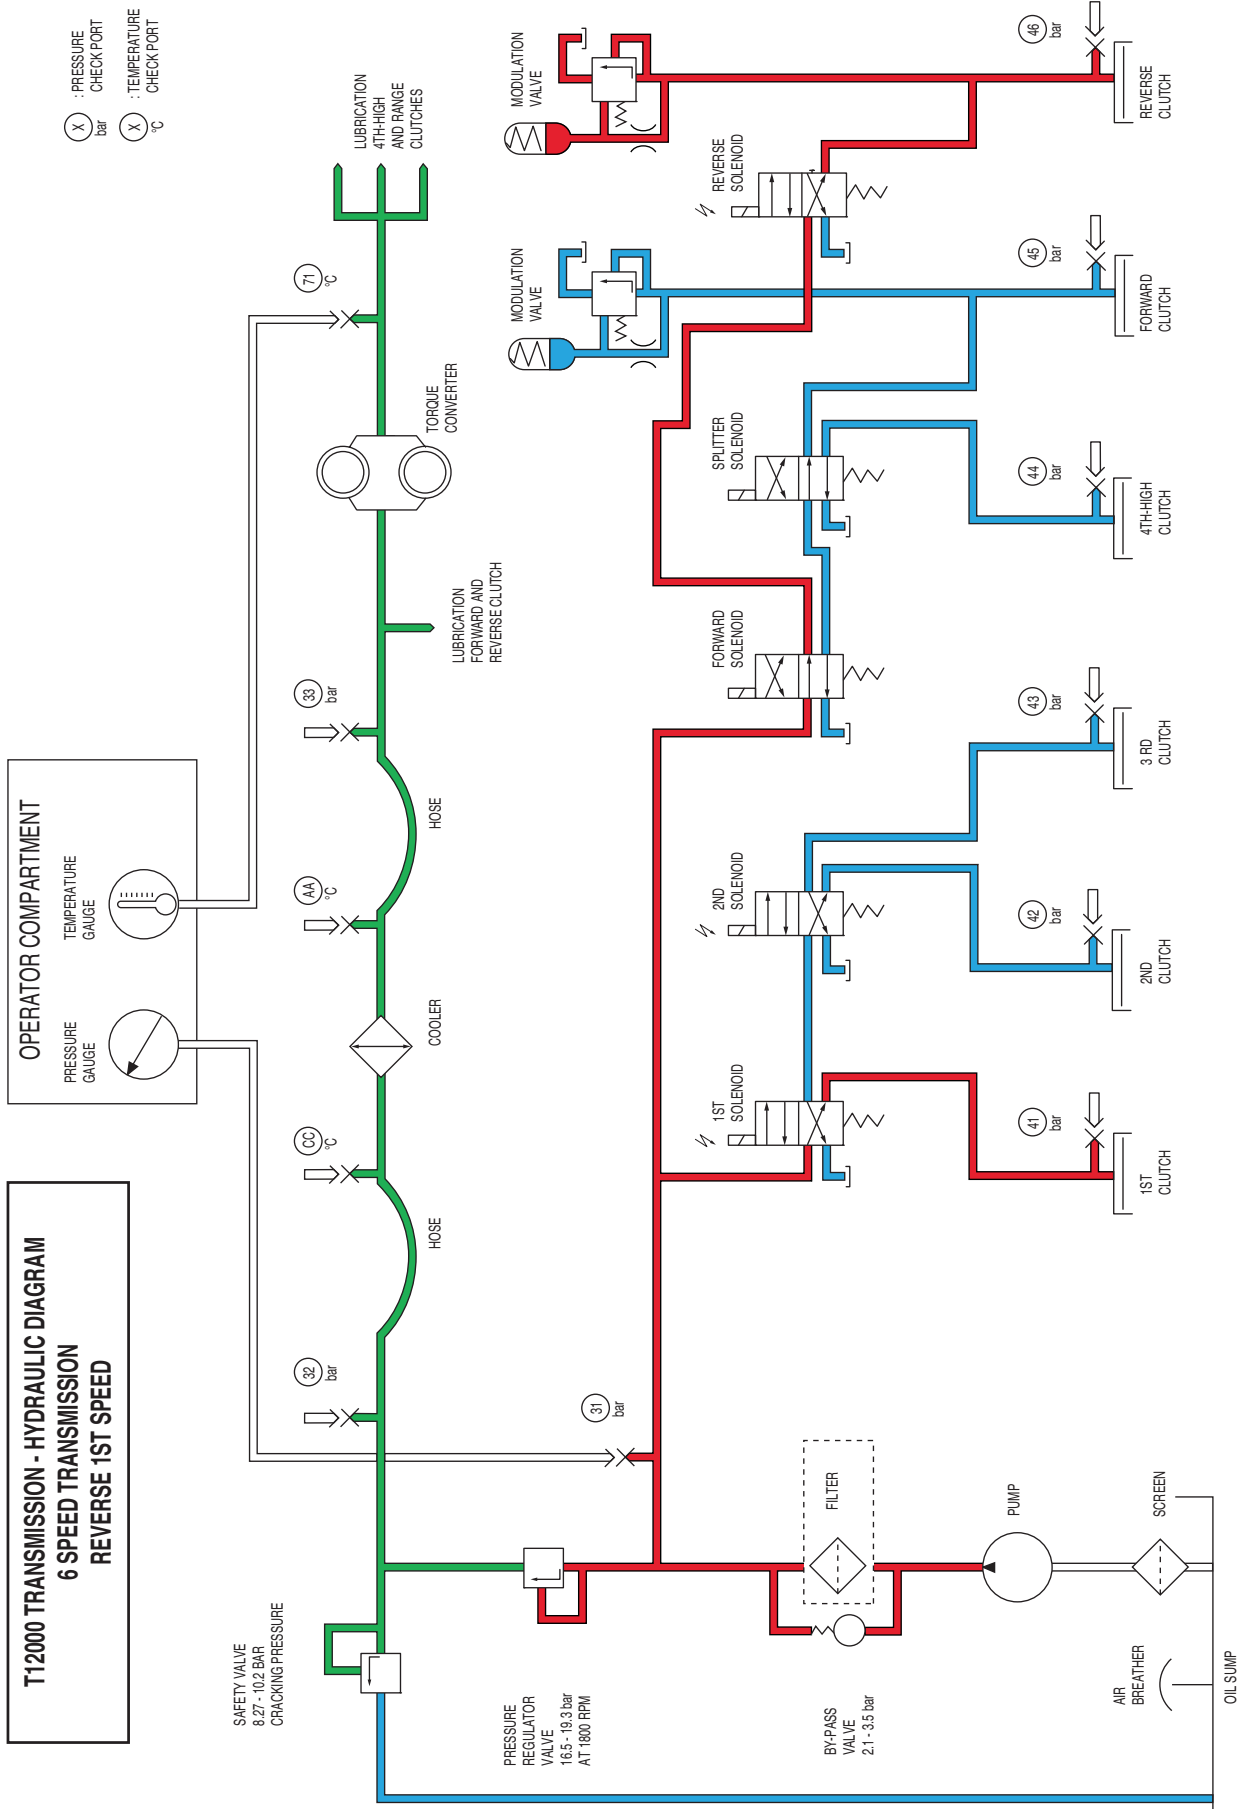 T12000 TRANSMISSION - HYDRAULIC DIAGRAM
6 SPEED TRANSMISSION
REVERSE 1ST SPEED
OPERATOR COMPARTMENT
PRESSURE
GAUGE
TEMPERATURE
GAUGE
X
bar
: PRESSURE
CHECK PORT
X
°C
: TEMPERATURE
CHECK PORT
SAFETY VALVE
8.27 - 10.2 BAR
CRACKING PRESSURE
32
bar
HOSE
CC
°C
COOLER
AA
°C
HOSE
33
bar
LUBRICATION
FORWARD AND
REVERSE CLUTCH
TORQUE
CONVERTER
71
°C
LUBRICATION
4TH-HIGH
AND RANGE
CLUTCHES
PRESSURE
REGULATOR
VALVE
16.5 - 19.3 bar
AT 1800 RPM
31
bar
MODULATION
VALVE
MODULATION
VALVE
1ST
SOLENOID
2ND
SOLENOID
FORWARD
SOLENOID
SPLITTER
SOLENOID
REVERSE
SOLENOID
BY-PASS
VALVE
2.1 - 3.5 bar
FILTER
PUMP
SCREEN
AIR
BREATHER
OIL SUMP
41
bar
42
bar
43
bar
44
bar
45
bar
46
bar
1ST
CLUTCH
2ND
CLUTCH
3 RD
CLUTCH
4TH-HIGH
CLUTCH
FORWARD
CLUTCH
REVERSE
CLUTCH